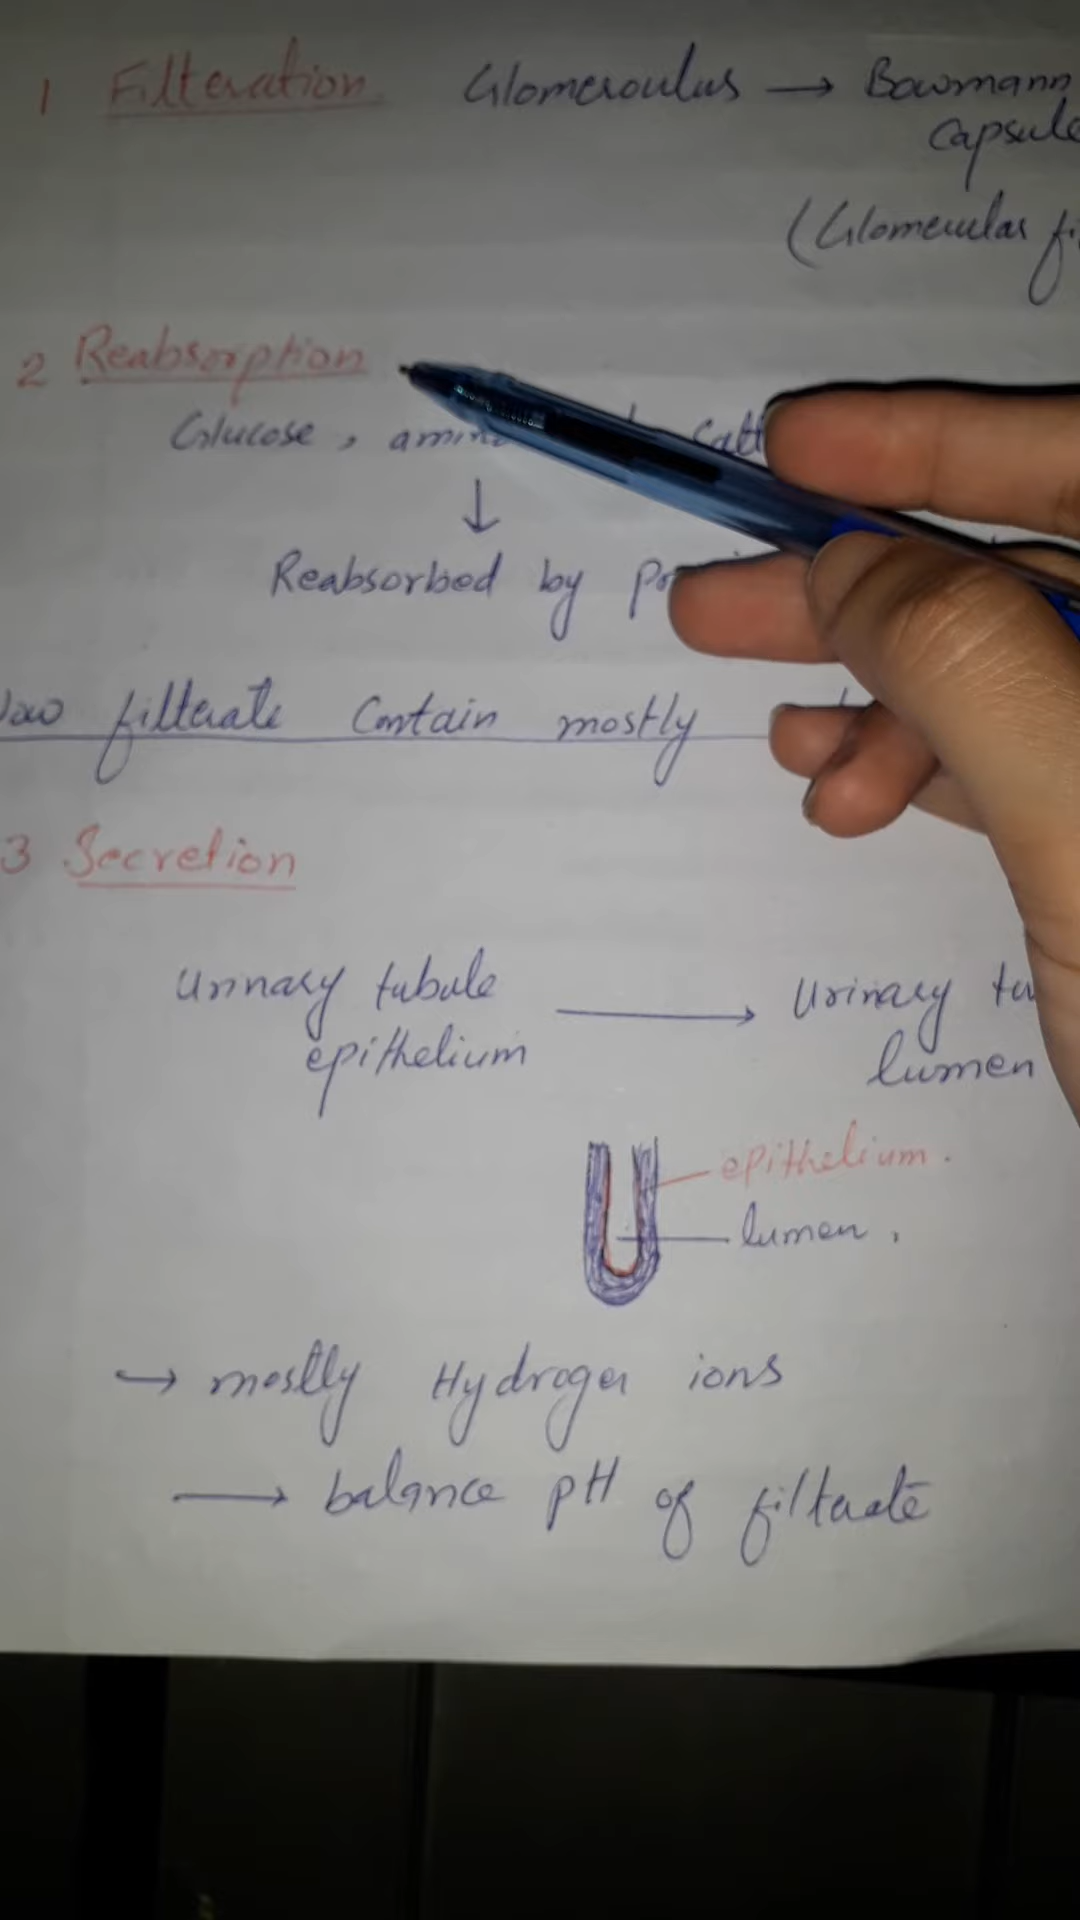 1 Filteration Glomeroulus → Bowmann
Capsule
(Glomerular
2 Reabsorption
Glucose, 
↓
Reabsorbed by
filterate Contain mostly
3 Secretion
Urinary tubule → Urinary
epithelium lumen
epithelium.
lumen.
→ mostly Hydrogen ions
→ balance pH of filterate